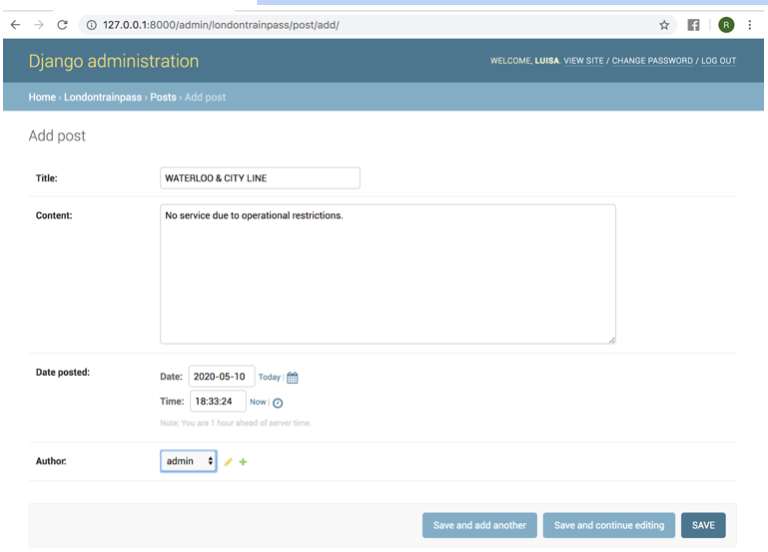 127.0.0.1:8000/admin/londontrainpass/post/add/
R
Django administration
WELCOME, LUISA. VIEW SITE / CHANGE PASSWORD / LOG OUT
Home › Londontrainpass › Posts › Add post
Add post
Title: WATERLOO & CITY LINE
Content: No service due to operational restrictions.
Date posted:
Date: 2020-05-10 Today |
Time: 18:33:24 Now |
Note: You are 1 hour ahead of server time.
Author: admin
Save and add another Save and continue editing SAVE